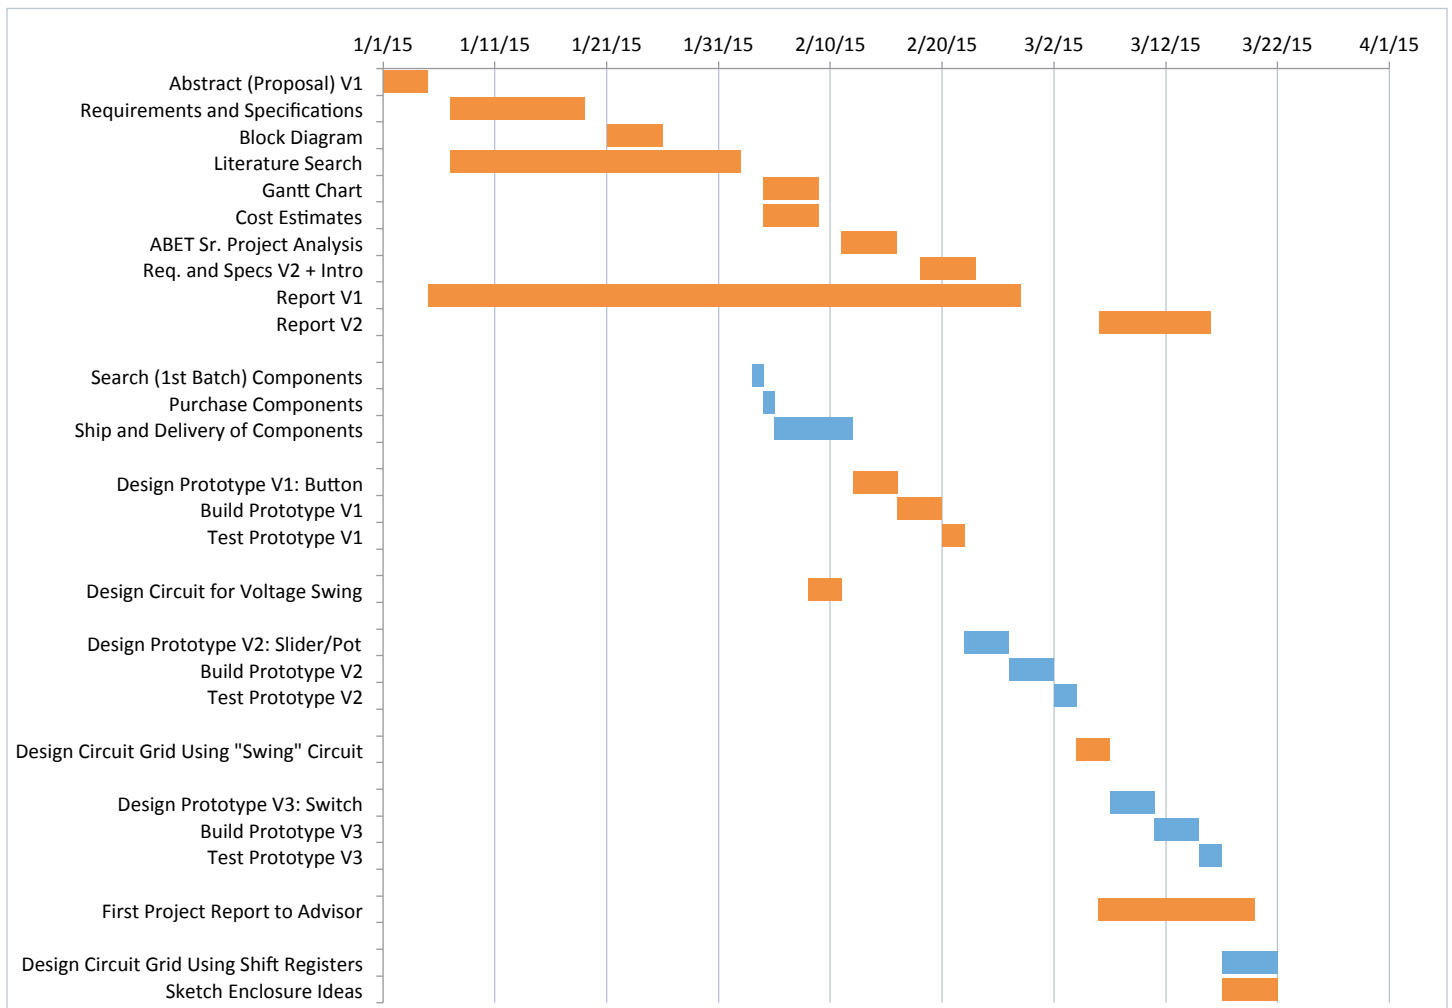 1/1/15 1/11/15 1/21/15 1/31/15 2/10/15 2/20/15 3/2/15 3/12/15 3/22/15 4/1/15
Abstract (Proposal) V1
Requirements and Specifications
Block Diagram
Literature Search
Gantt Chart
Cost Estimates
ABET Sr. Project Analysis
Req. and Specs V2 + Intro
Report V1
Report V2
Search (1st Batch) Components
Purchase Components
Ship and Delivery of Components
Design Prototype V1: Button
Build Prototype V1
Test Prototype V1
Design Circuit for Voltage Swing
Design Prototype V2: Slider/Pot
Build Prototype V2
Test Prototype V2
Design Circuit Grid Using "Swing" Circuit
Design Prototype V3: Switch
Build Prototype V3
Test Prototype V3
First Project Report to Advisor
Design Circuit Grid Using Shift Registers
Sketch Enclosure Ideas